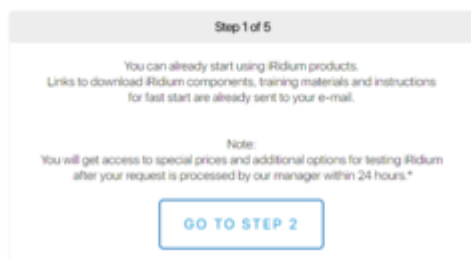 Step 1 of 5
You can already start using iRidium products.
Links to download iRidium components, training materials and instructions
for fast start are already sent to your e-mail.
Note:
You will get access to special prices and additional options for testing iRidium
after your request is processed by our manager within 24 hours.*
GO TO STEP 2